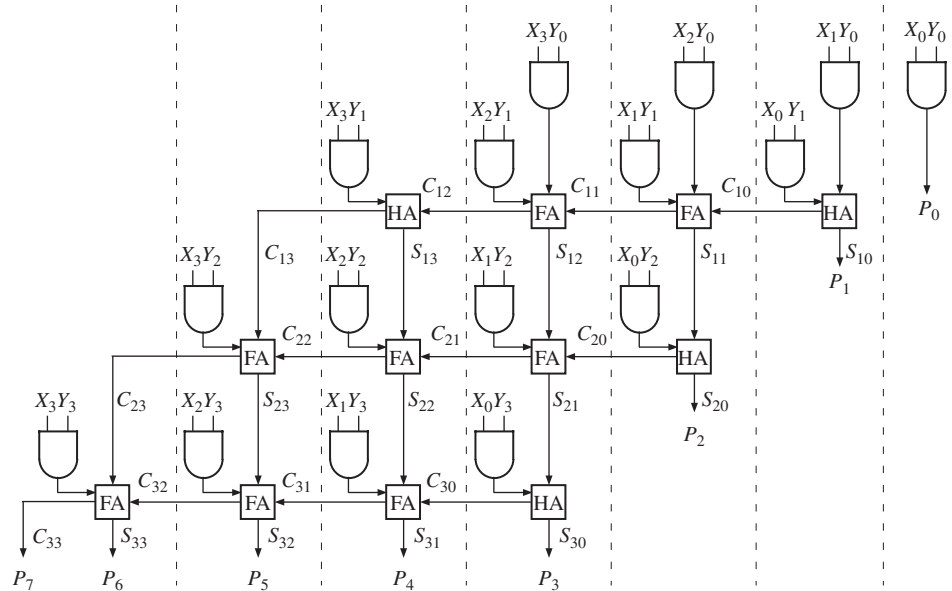 X₃Y₀ X₂Y₀ X₁Y₀ X₀Y₀
X₃Y₁ X₂Y₁ X₁Y₁ X₀ Y₁
C₁₂ C₁₁ C₁₀
HA FA FA HA P₀
C₁₃ S₁₃ S₁₂ S₁₁ S₁₀
X₃Y₂ X₂Y₂ X₁Y₂ X₀Y₂ P₁
C₂₂ C₂₁ C₂₀
FA FA FA HA
C₂₃ S₂₃ S₂₂ S₂₁ S₂₀
X₃Y₃ X₂Y₃ X₁Y₃ X₀Y₃ P₂
C₃₂ C₃₁ C₃₀
FA FA FA HA
C₃₃ S₃₃ S₃₂ S₃₁ S₃₀
P₇ P₆ P₅ P₄ P₃